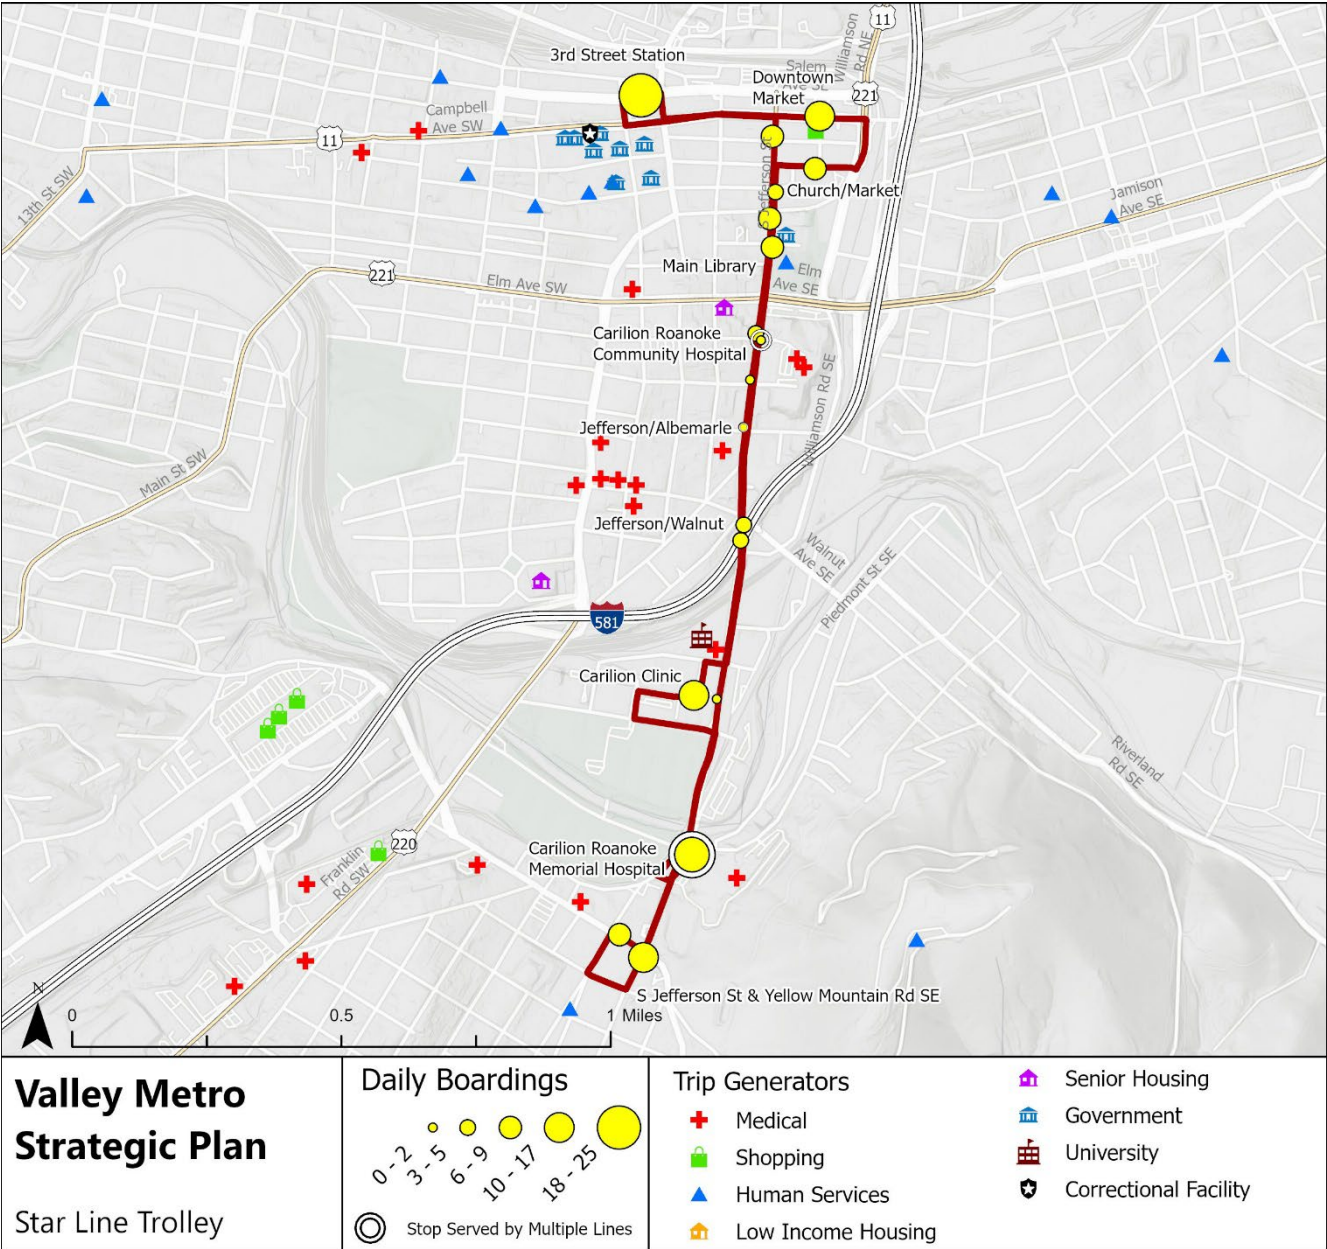 11
Williamson
Rd NE
3rd Street Station
Salem
Ave SE
Downtown
Market
221
Campbell
Ave SW
11
13th St SW
S Jefferson St
Church/Market
Jamison
Ave SE
Main Library
Elm
Ave SE
221
Elm Ave SW
Carilion Roanoke
Community Hospital
Williamson Rd SE
Jefferson/Albemarle
Main St SW
Jefferson/Walnut
Walnut
Ave SE
Piedmont St SE
581
Carilion Clinic
Riverland
Rd SE
220
Franklin
Rd SW
Carilion Roanoke
Memorial Hospital
S Jefferson St & Yellow Mountain Rd SE
N
0 0.5 1 Miles
Valley Metro
Strategic Plan
Star Line Trolley
Daily Boardings
0 - 2
3 - 5
6 - 9
10 - 17
18 - 25
Stop Served by Multiple Lines
Trip Generators
Medical
Shopping
Human Services
Low Income Housing
Senior Housing
Government
University
Correctional Facility